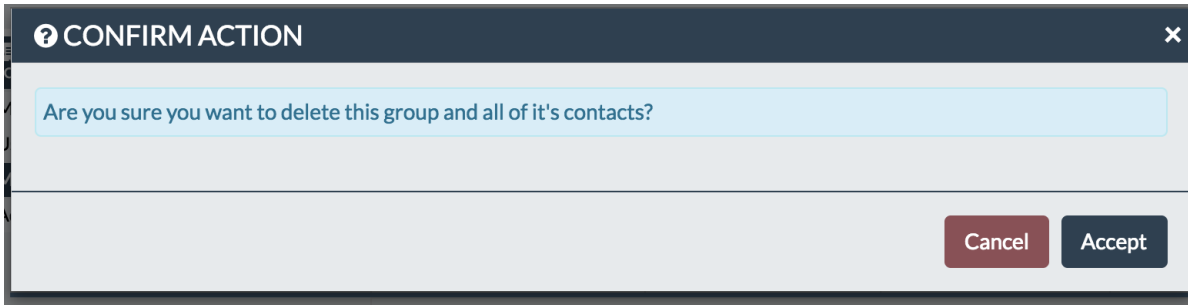 CONFIRM ACTION
Are you sure you want to delete this group and all of it's contacts?
Cancel Accept